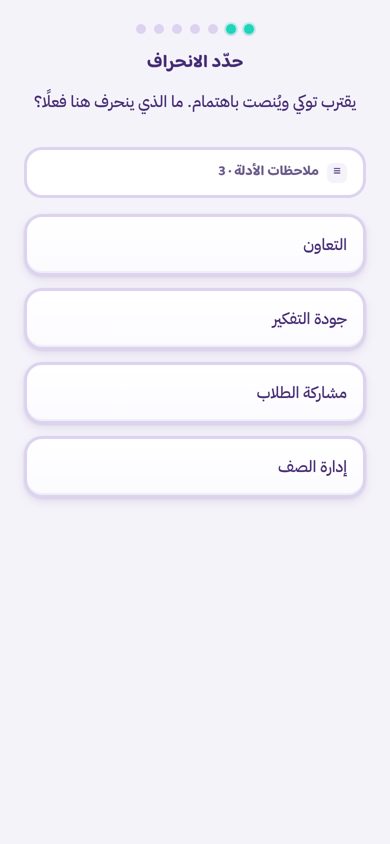 حدّد الانحراف
يقترب توكي ويُنصت باهتمام. ما الذي ينحرف هنا فعلًا؟
≡ ملاحظات الأدلة · 3
التعاون
جودة التفكير
مشاركة الطلاب
إدارة الصف